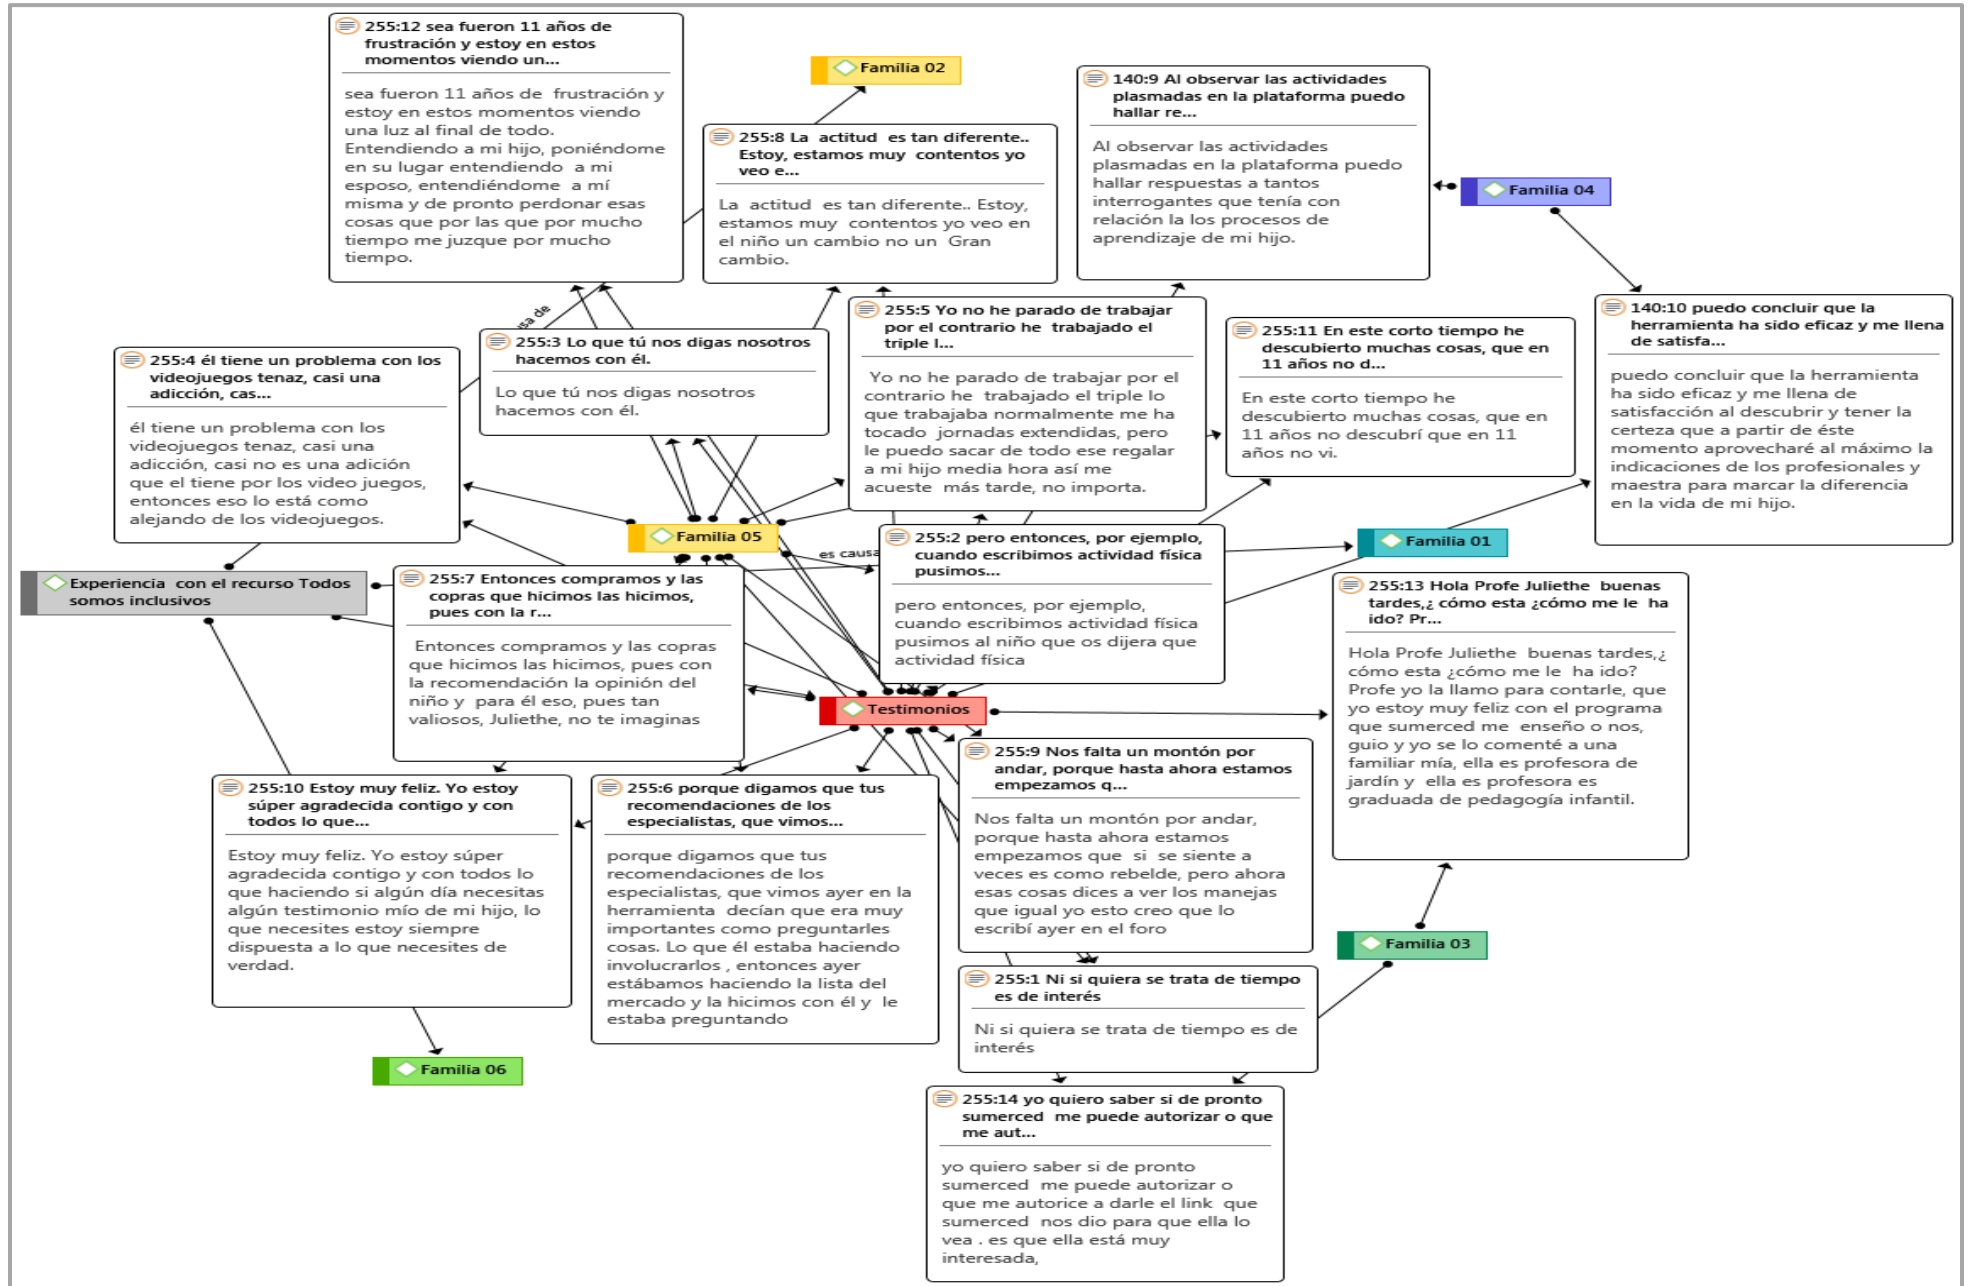 255:12 sea fueron 11 años de
frustración y estoy en estos
momentos viendo un...
sea fueron 11 años de  frustración y
estoy en estos momentos viendo
una luz al final de todo.
Entendiendo a mi hijo, poniéndome
en su lugar entendiendo  a mi
esposo, entendiéndome  a mí
misma y de pronto perdonar esas
cosas que por las que por mucho
tiempo me juzque por mucho
tiempo.
Familia 02
255:8 La  actitud  es tan diferente..
Estoy, estamos muy  contentos yo
veo e...
La  actitud  es tan diferente.. Estoy,
estamos muy  contentos yo veo en
el niño un cambio no un  Gran
cambio.
140:9 Al observar las actividades
plasmadas en la plataforma puedo
hallar re...
Al observar las actividades
plasmadas en la plataforma puedo
hallar respuestas a tantos
interrogantes que tenía con
relación la los procesos de
aprendizaje de mi hijo.
Familia 04
140:10 puedo concluir que la
herramienta ha sido eficaz y me llena
de satisfa...
puedo concluir que la herramienta
ha sido eficaz y me llena de
satisfacción al descubrir y tener la
certeza que a partir de éste
momento aprovecharé al máximo la
indicaciones de los profesionales y
maestra para marcar la diferencia
en la vida de mi hijo.
sa de
255:4 él tiene un problema con los
videojuegos tenaz, casi una
adicción, cas...
él tiene un problema con los
videojuegos tenaz, casi una
adicción, casi no es una adición
que el tiene por los video juegos,
entonces eso lo está como
alejando de los videojuegos.
255:3 Lo que tú nos digas nosotros
hacemos con él.
Lo que tú nos digas nosotros
hacemos con él.
255:5 Yo no he parado de trabajar
por el contrario he  trabajado el
triple l...
Yo no he parado de trabajar por el
contrario he  trabajado el triple lo
que trabajaba normalmente me ha
tocado  jornadas extendidas, pero
le puedo sacar de todo ese regalar
a mi hijo media hora así me
acueste  más tarde, no importa.
255:11 En este corto tiempo he
descubierto muchas cosas, que en
11 años no d...
En este corto tiempo he
descubierto muchas cosas, que en
11 años no descubrí que en 11
años no vi.
Familia 05
es causa
255:2 pero entonces, por ejemplo,
cuando escribimos actividad física
pusimos...
pero entonces, por ejemplo,
cuando escribimos actividad física
pusimos al niño que os dijera que
actividad física
Familia 01
Experiencia  con el recurso Todos
somos inclusivos
255:7 Entonces compramos y las
copras que hicimos las hicimos,
pues con la r...
Entonces compramos y las copras
que hicimos las hicimos, pues con
la recomendación la opinión del
niño y  para él eso, pues tan
valiosos, Juliethe, no te imaginas
255:13 Hola Profe Juliethe  buenas
tardes,¿ cómo esta ¿cómo me le  ha
ido? Pr...
Hola Profe Juliethe  buenas tardes,¿
cómo esta ¿cómo me le  ha ido?
Profe yo la llamo para contarle, que
yo estoy muy feliz con el programa
que sumerced me  enseño o nos,
guio y yo se lo comenté a una
familiar mía, ella es profesora de
jardín y  ella es profesora es
graduada de pedagogía infantil.
Testimonios
255:10 Estoy muy feliz. Yo estoy
súper agradecida contigo y con
todos lo que...
Estoy muy feliz. Yo estoy súper
agradecida contigo y con todos lo
que haciendo si algún día necesitas
algún testimonio mío de mi hijo, lo
que necesites estoy siempre
dispuesta a lo que necesites de
verdad.
255:6 porque digamos que tus
recomendaciones de los
especialistas, que vimos...
porque digamos que tus
recomendaciones de los
especialistas, que vimos ayer en la
herramienta  decían que era muy
importantes como preguntarles
cosas. Lo que él estaba haciendo
involucrarlos , entonces ayer
estábamos haciendo la lista del
mercado y la hicimos con él y  le
estaba preguntando
255:9 Nos falta un montón por
andar, porque hasta ahora estamos
empezamos q...
Nos falta un montón por andar,
porque hasta ahora estamos
empezamos que  si  se siente a
veces es como rebelde, pero ahora
esas cosas dices a ver los manejas
que igual yo esto creo que lo
escribí ayer en el foro
Familia 03
255:1 Ni si quiera se trata de tiempo
es de interés
Ni si quiera se trata de tiempo es de
interés
Familia 06
255:14 yo quiero saber si de pronto
sumerced  me puede autorizar o que
me aut...
yo quiero saber si de pronto
sumerced  me puede autorizar o
que me autorice a darle el link  que
sumerced  nos dio para que ella lo
vea . es que ella está muy
interesada,